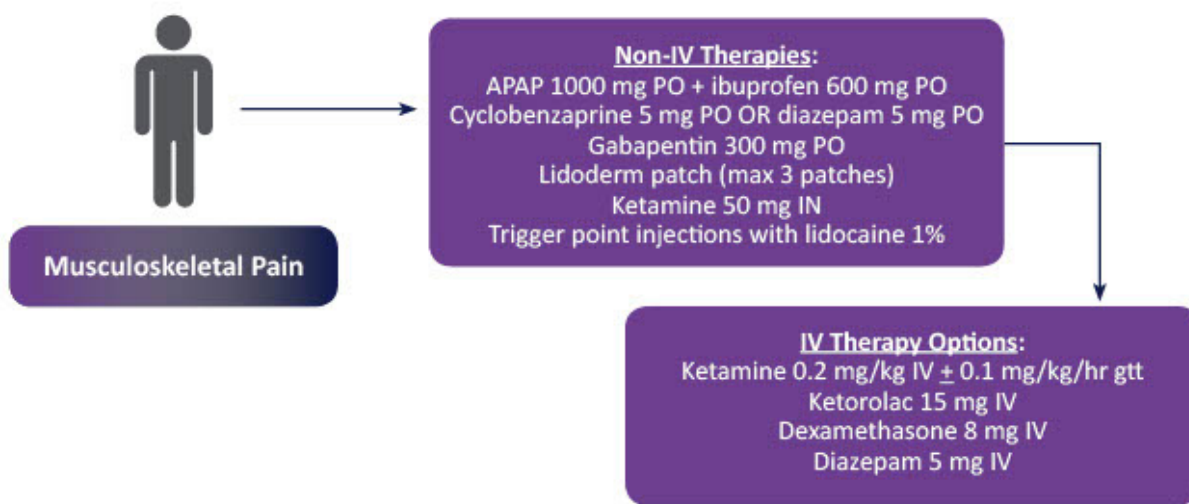 Musculoskeletal Pain
Non-IV Therapies:
APAP 1000 mg PO + ibuprofen 600 mg PO
Cyclobenzaprine 5 mg PO OR diazepam 5 mg PO
Gabapentin 300 mg PO
Lidoderm patch (max 3 patches)
Ketamine 50 mg IN
Trigger point injections with lidocaine 1%
IV Therapy Options:
Ketamine 0.2 mg/kg IV ± 0.1 mg/kg/hr gtt
Ketorolac 15 mg IV
Dexamethasone 8 mg IV
Diazepam 5 mg IV